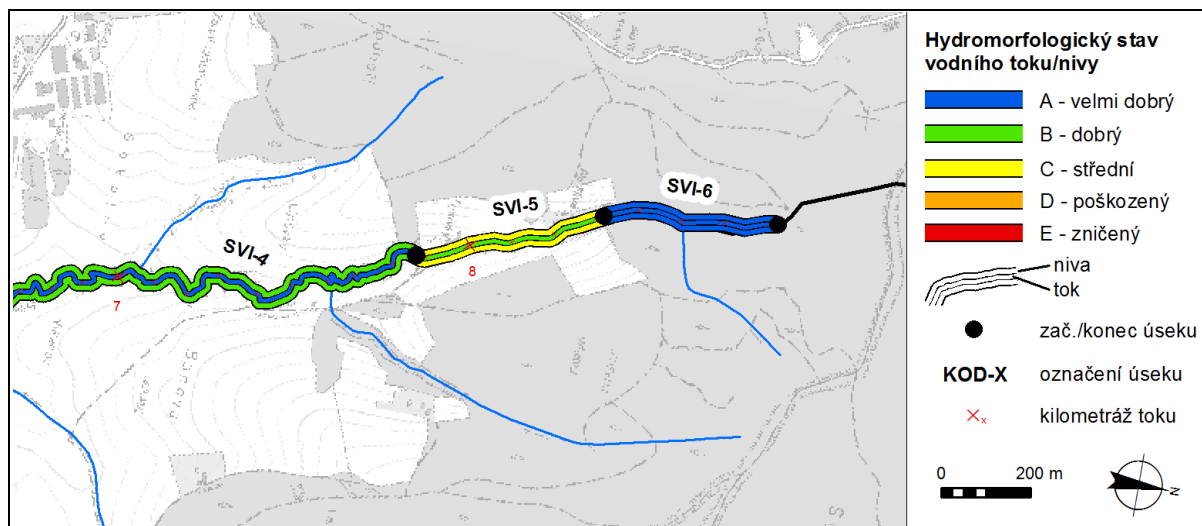 SVI-4
SVI-5
SVI-6
7
8
Hydromorfologický stav
vodního toku/nivy
A - velmi dobrý
B - dobrý
C - střední
D - poškozený
E - zničený
niva
tok
zač./konec úseku
KOD-X označení úseku
x kilometráž toku
0 200 m
N